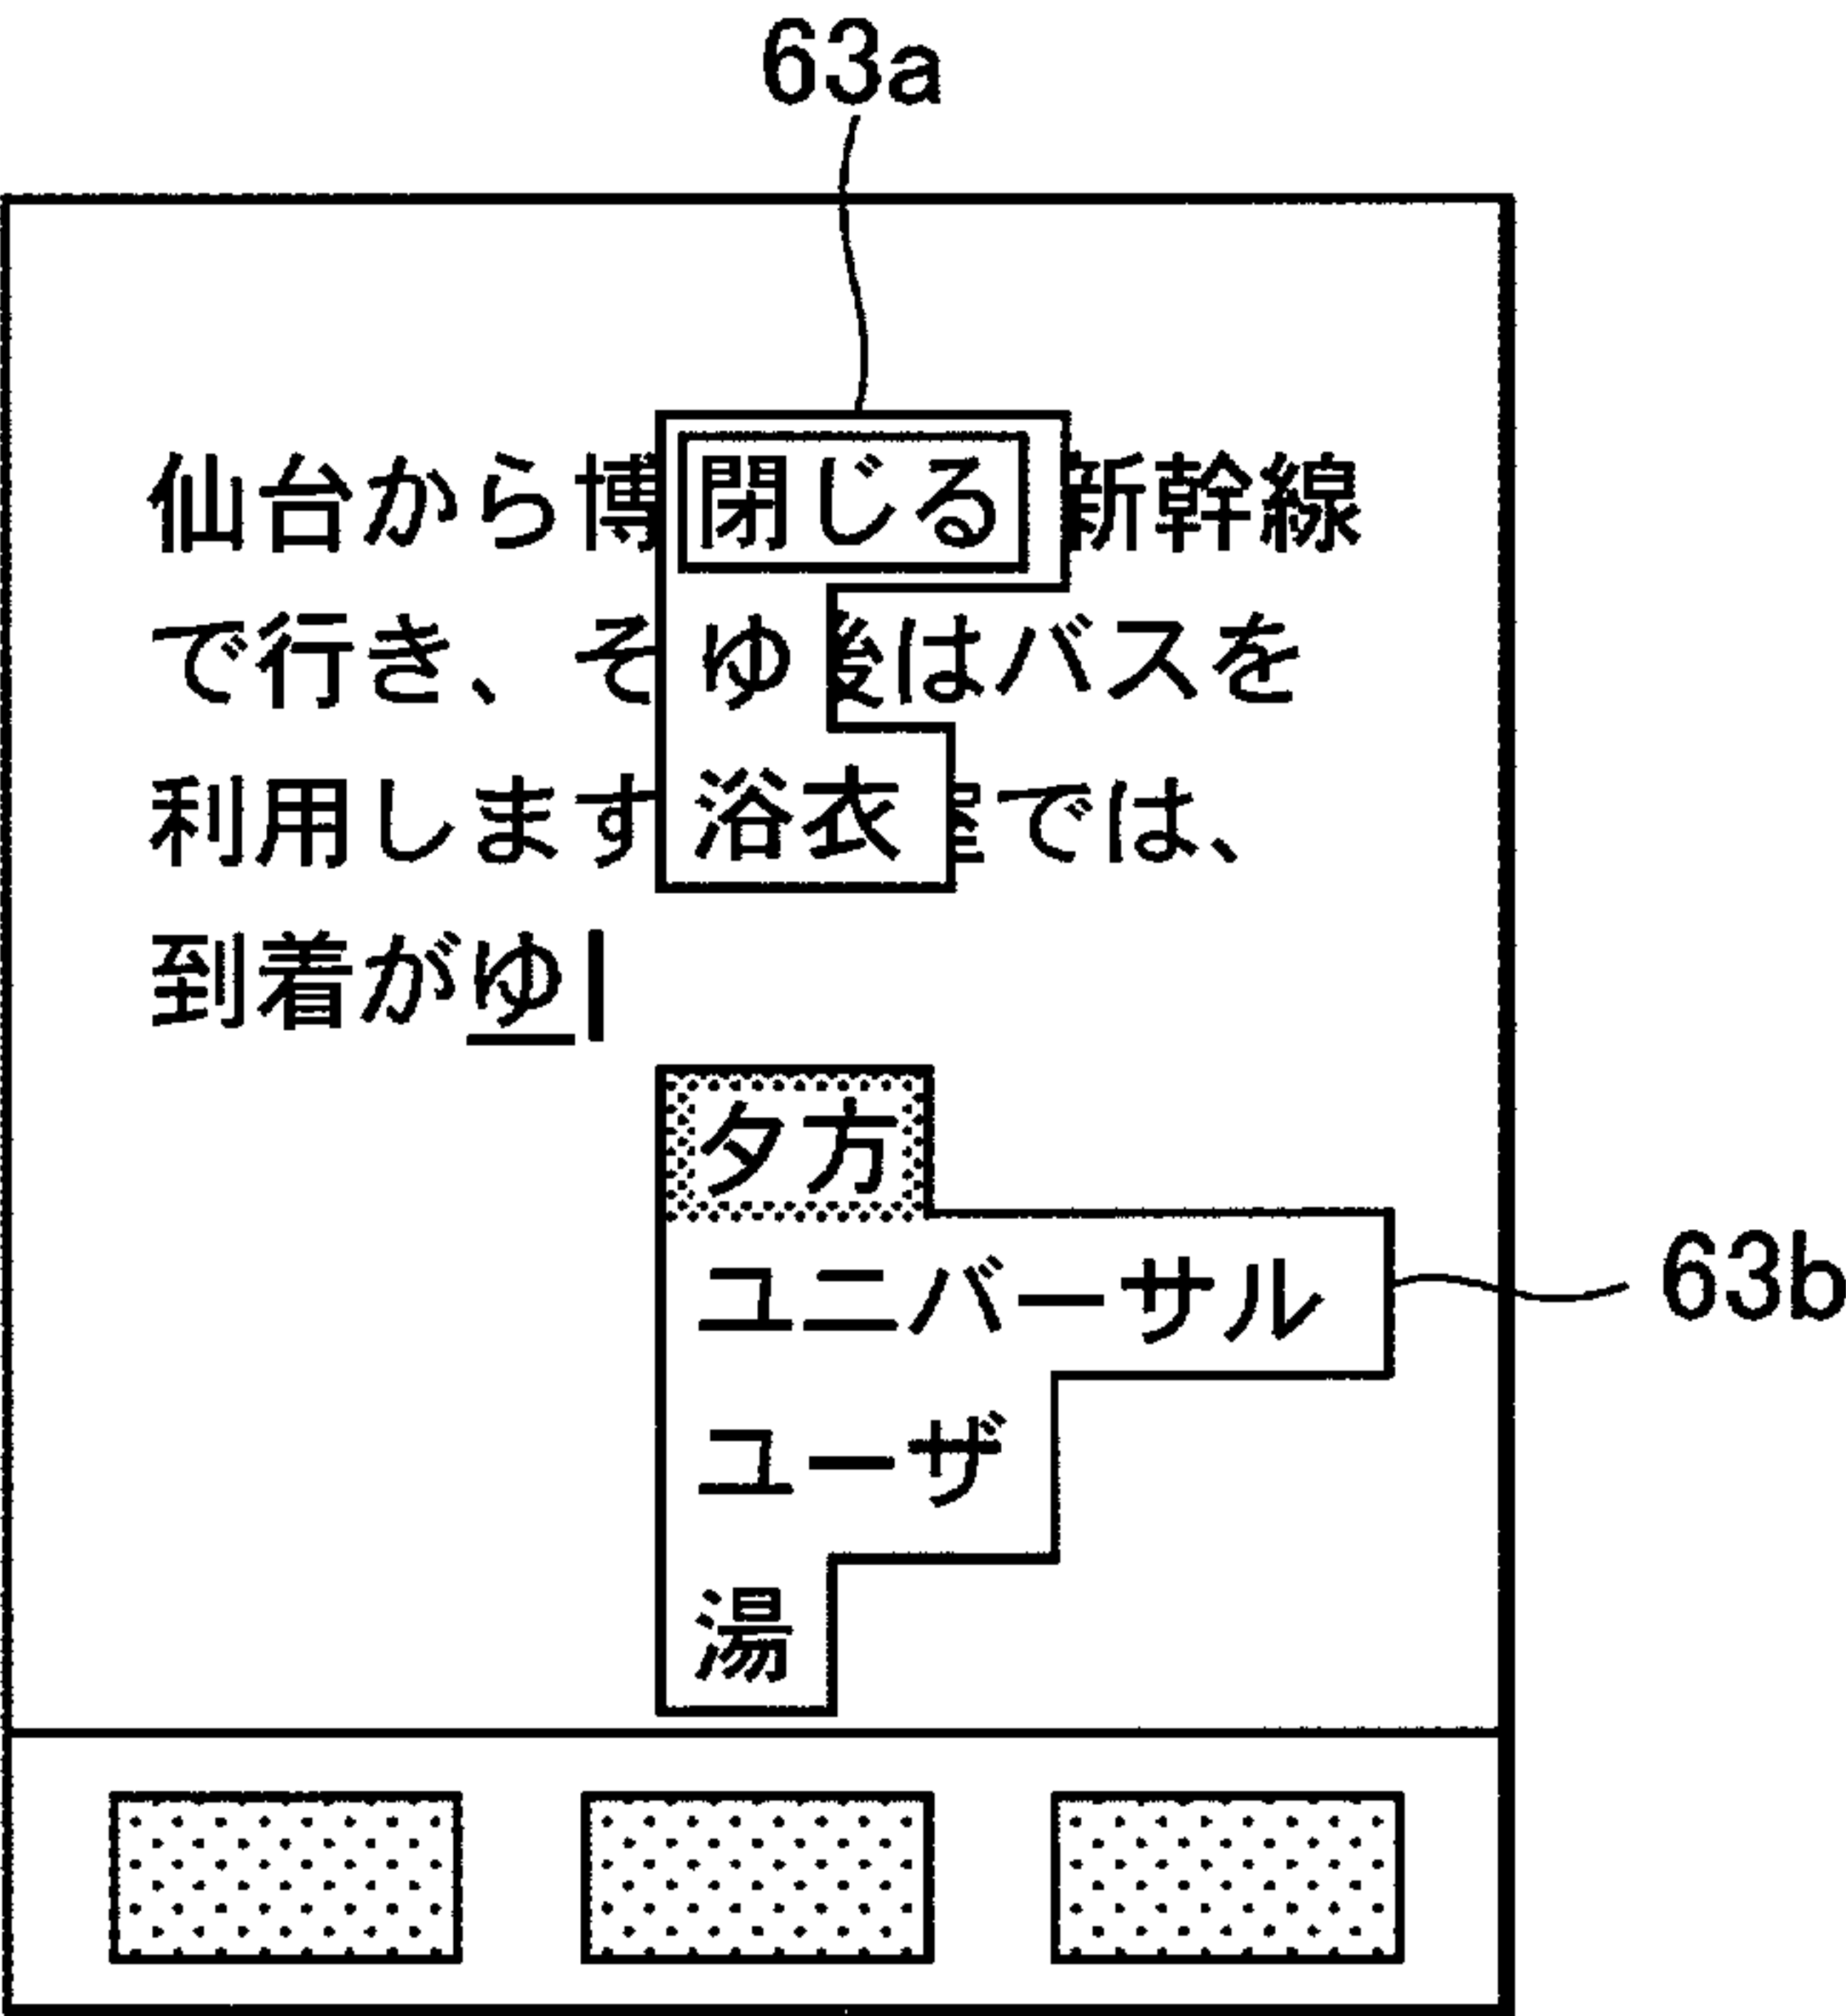 63a
仙台から博 閉じる 新幹線
で行き、そ ゆ はバスを
利用します 浴衣 では、
到着がゆ
夕方
ユニバーサル
63b
ユーザ
湯